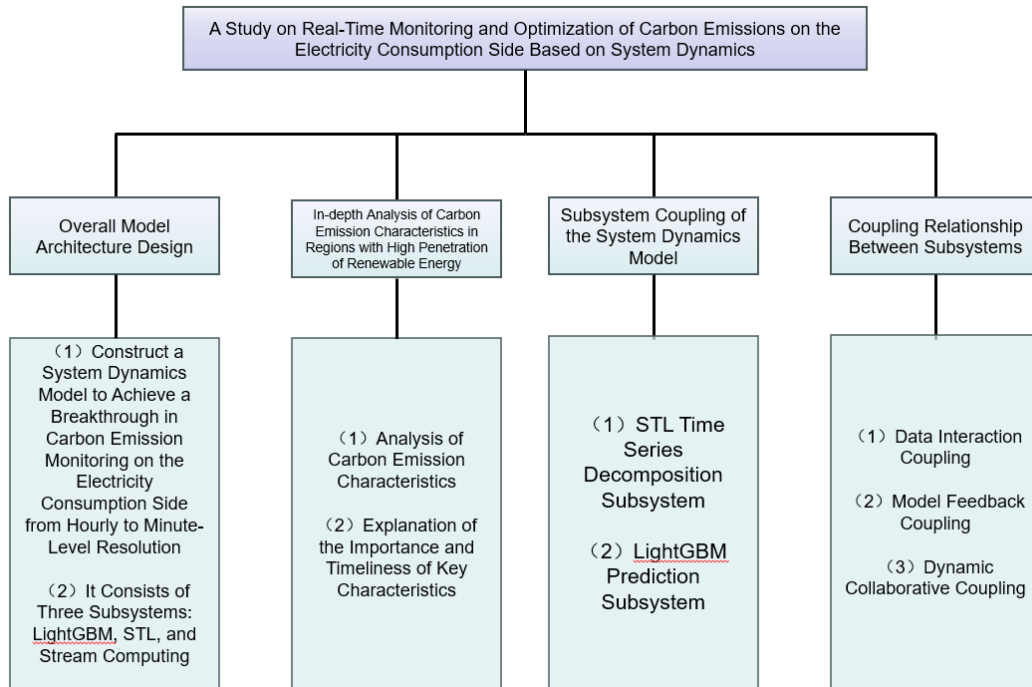 A Study on Real-Time Monitoring and Optimization of Carbon Emissions on the
Electricity Consumption Side Based on System Dynamics
Overall Model
Architecture Design
In-depth Analysis of Carbon
Emission Characteristics in
Regions with High Penetration
of Renewable Energy
Subsystem Coupling of
the System Dynamics
Model
Coupling Relationship
Between Subsystems
（1）Construct a
System Dynamics
Model to Achieve a
Breakthrough in
Carbon Emission
Monitoring on the
Electricity
Consumption Side
from Hourly to Minute-
Level Resolution
（2）It Consists of
Three Subsystems:
LightGBM, STL, and
Stream Computing
（1）Analysis of
Carbon Emission
Characteristics
（2）Explanation of
the Importance and
Timeliness of Key
Characteristics
（1）STL Time
Series
Decomposition
Subsystem
（2）LightGBM
Prediction
Subsystem
（1）Data Interaction
Coupling
（2）Model Feedback
Coupling
（3）Dynamic
Collaborative Coupling